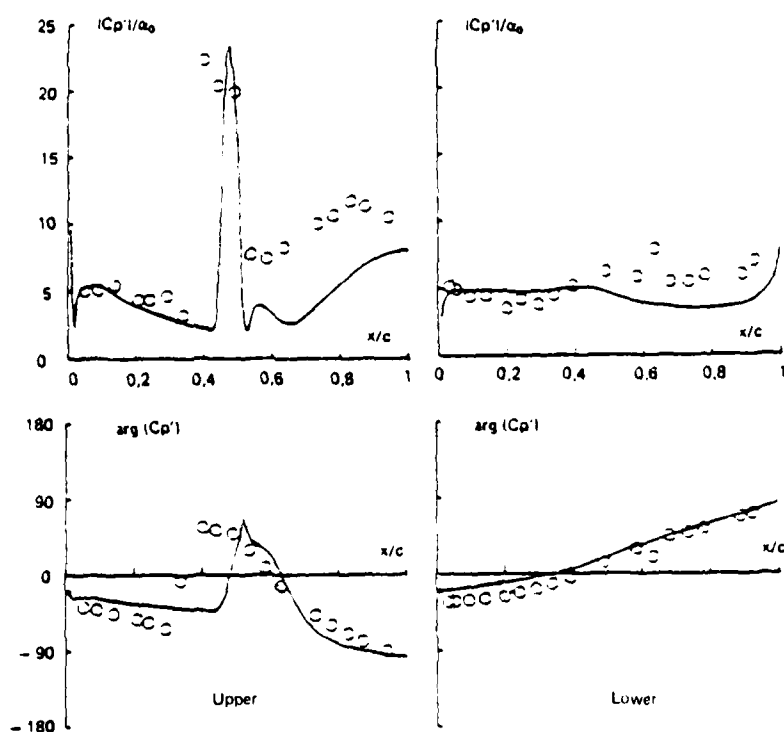 |Cp'|/α₀
|Cp'|/α₀
25
20
15
10
5
0
x/c
x/c
0 0,2 0,4 0,6 0,8 1
0 0,2 0,4 0,6 0,8 1
180
90
0
- 90
- 180
arg (Cp')
arg (Cp')
x/c
x/c
Upper
Lower